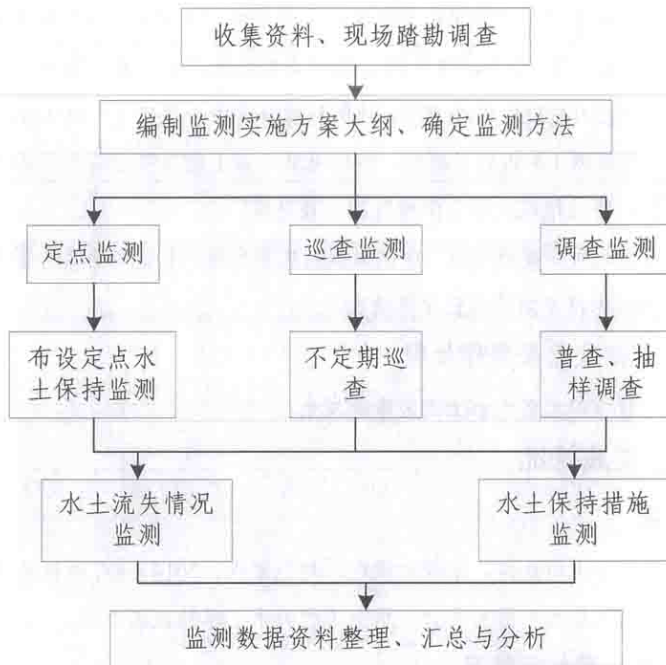 收集资料、现场踏勘调查
编制监测实施方案大纲、确定监测方法
定点监测
巡查监测
调查监测
布设定点水
土保持监测
不定期巡
查
普查、抽
样调查
水土流失情况
监测
水土保持措施
监测
监测数据资料整理、汇总与分析